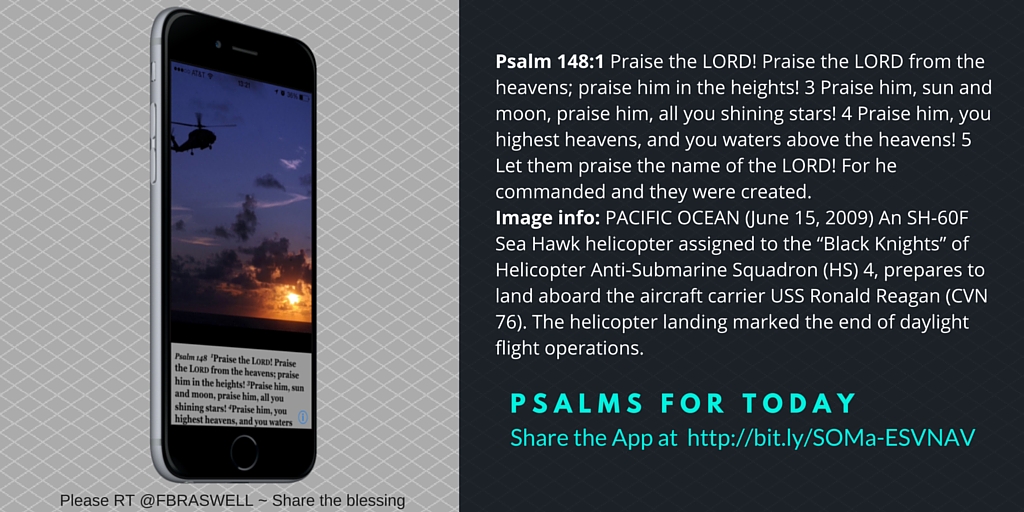 AT&T
Psalm 148 1Praise the LORD! Praise
the LORD from the heavens; praise
him in the heights! 3Praise him, sun
and moon, praise him, all you
shining stars! 4Praise him, you
highest heavens, and you waters
Please RT @FBRASWELL ~ Share the blessing
Psalm 148:1 Praise the LORD! Praise the LORD from the
heavens; praise him in the heights! 3 Praise him, sun and
moon, praise him, all you shining stars! 4 Praise him, you
highest heavens, and you waters above the heavens! 5
Let them praise the name of the LORD! For he
commanded and they were created.
Image info: PACIFIC OCEAN (June 15, 2009) An SH-60F
Sea Hawk helicopter assigned to the “Black Knights” of
Helicopter Anti-Submarine Squadron (HS) 4, prepares to
land aboard the aircraft carrier USS Ronald Reagan (CVN
76). The helicopter landing marked the end of daylight
flight operations.
PSALMS FOR TODAY
Share the App at http://bit.ly/SOMa-ESVNAV